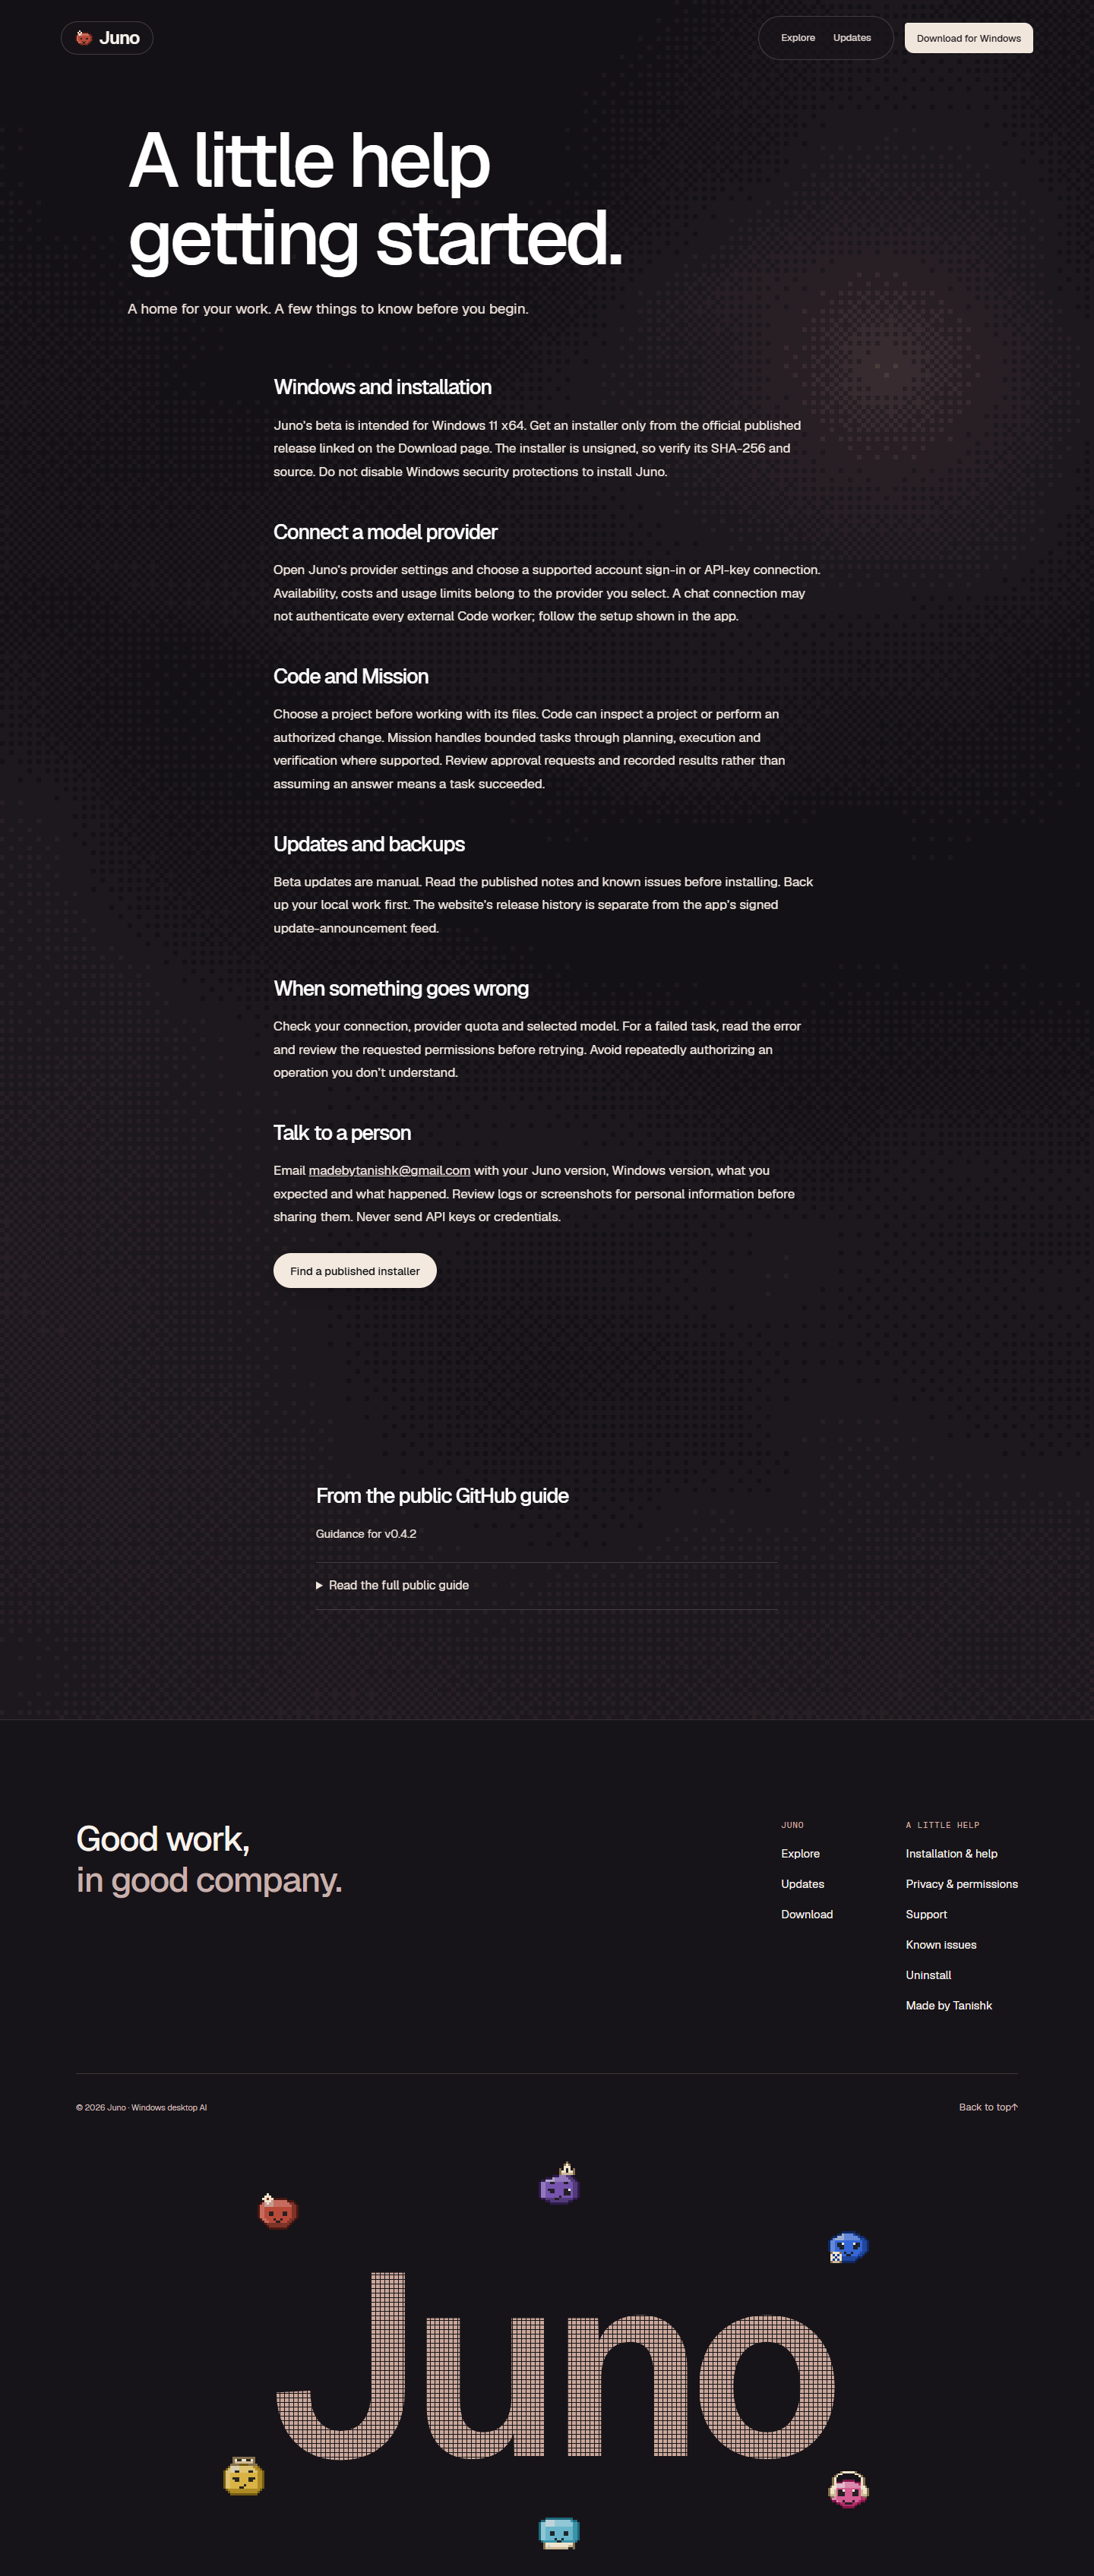 Juno
Explore
Updates
Download for Windows
A little help
getting started.
A home for your work. A few things to know before you begin.
Windows and installation
Juno's beta is intended for Windows 11 x64. Get an installer only from the official published
release linked on the Download page. The installer is unsigned, so verify its SHA-256 and
source. Do not disable Windows security protections to install Juno.
Connect a model provider
Open Juno's provider settings and choose a supported account sign-in or API-key connection.
Availability, costs and usage limits belong to the provider you select. A chat connection may
not authenticate every external Code worker; follow the setup shown in the app.
Code and Mission
Choose a project before working with its files. Code can inspect a project or perform an
authorized change. Mission handles bounded tasks through planning, execution and
verification where supported. Review approval requests and recorded results rather than
assuming an answer means a task succeeded.
Updates and backups
Beta updates are manual. Read the published notes and known issues before installing. Back
up your local work first. The website's release history is separate from the app's signed
update-announcement feed.
When something goes wrong
Check your connection, provider quota and selected model. For a failed task, read the error
and review the requested permissions before retrying. Avoid repeatedly authorizing an
operation you don't understand.
Talk to a person
Email madebytanishk@gmail.com with your Juno version, Windows version, what you
expected and what happened. Review logs or screenshots for personal information before
sharing them. Never send API keys or credentials.
Find a published installer
From the public GitHub guide
Guidance for v0.4.2
▶ Read the full public guide
Good work,
in good company.
JUNO
Explore
Updates
Download
A LITTLE HELP
Installation & help
Privacy & permissions
Support
Known issues
Uninstall
Made by Tanishk
© 2026 Juno · Windows desktop AI
Back to top↑
Juno